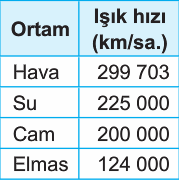 Ortam Işık hızı (km/sa.)
Hava 299 703
Su 225 000
Cam 200 000
Elmas 124 000